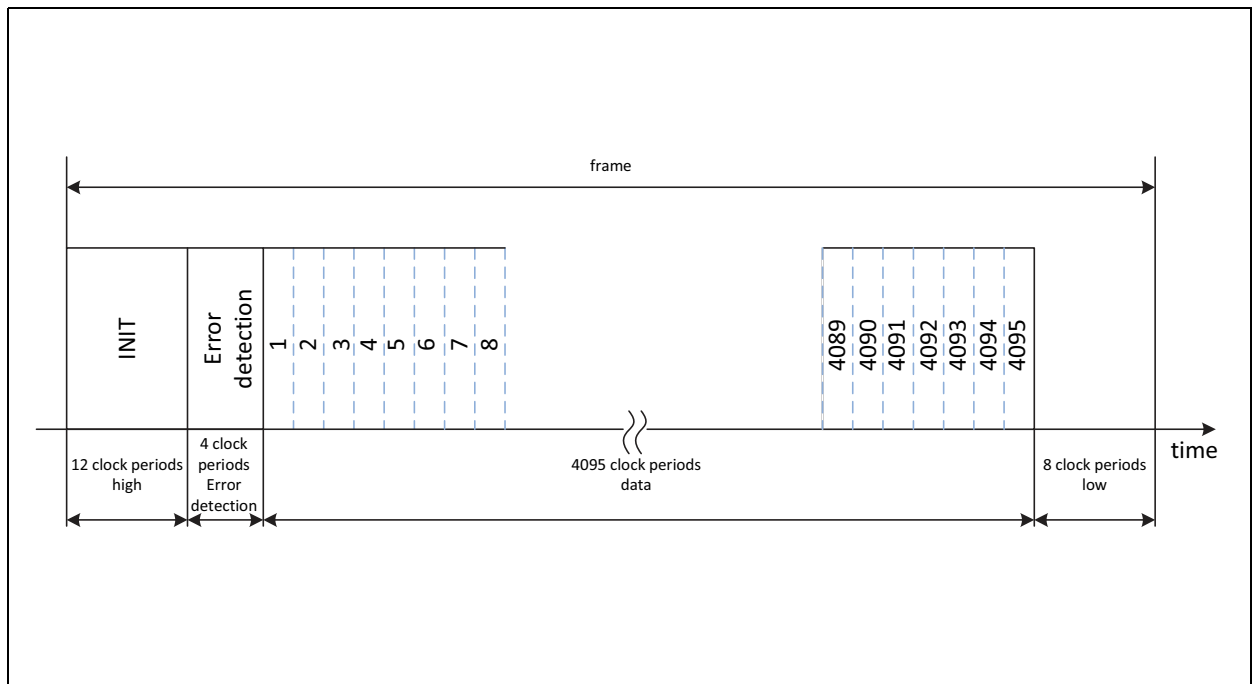 frame
INIT
Error
detection
1
2
3
4
5
6
7
8
4089
4090
4091
4092
4093
4094
4095
time
12 clock periods
high
4 clock
periods
Error
detection
4095 clock periods
data
8 clock periods
low